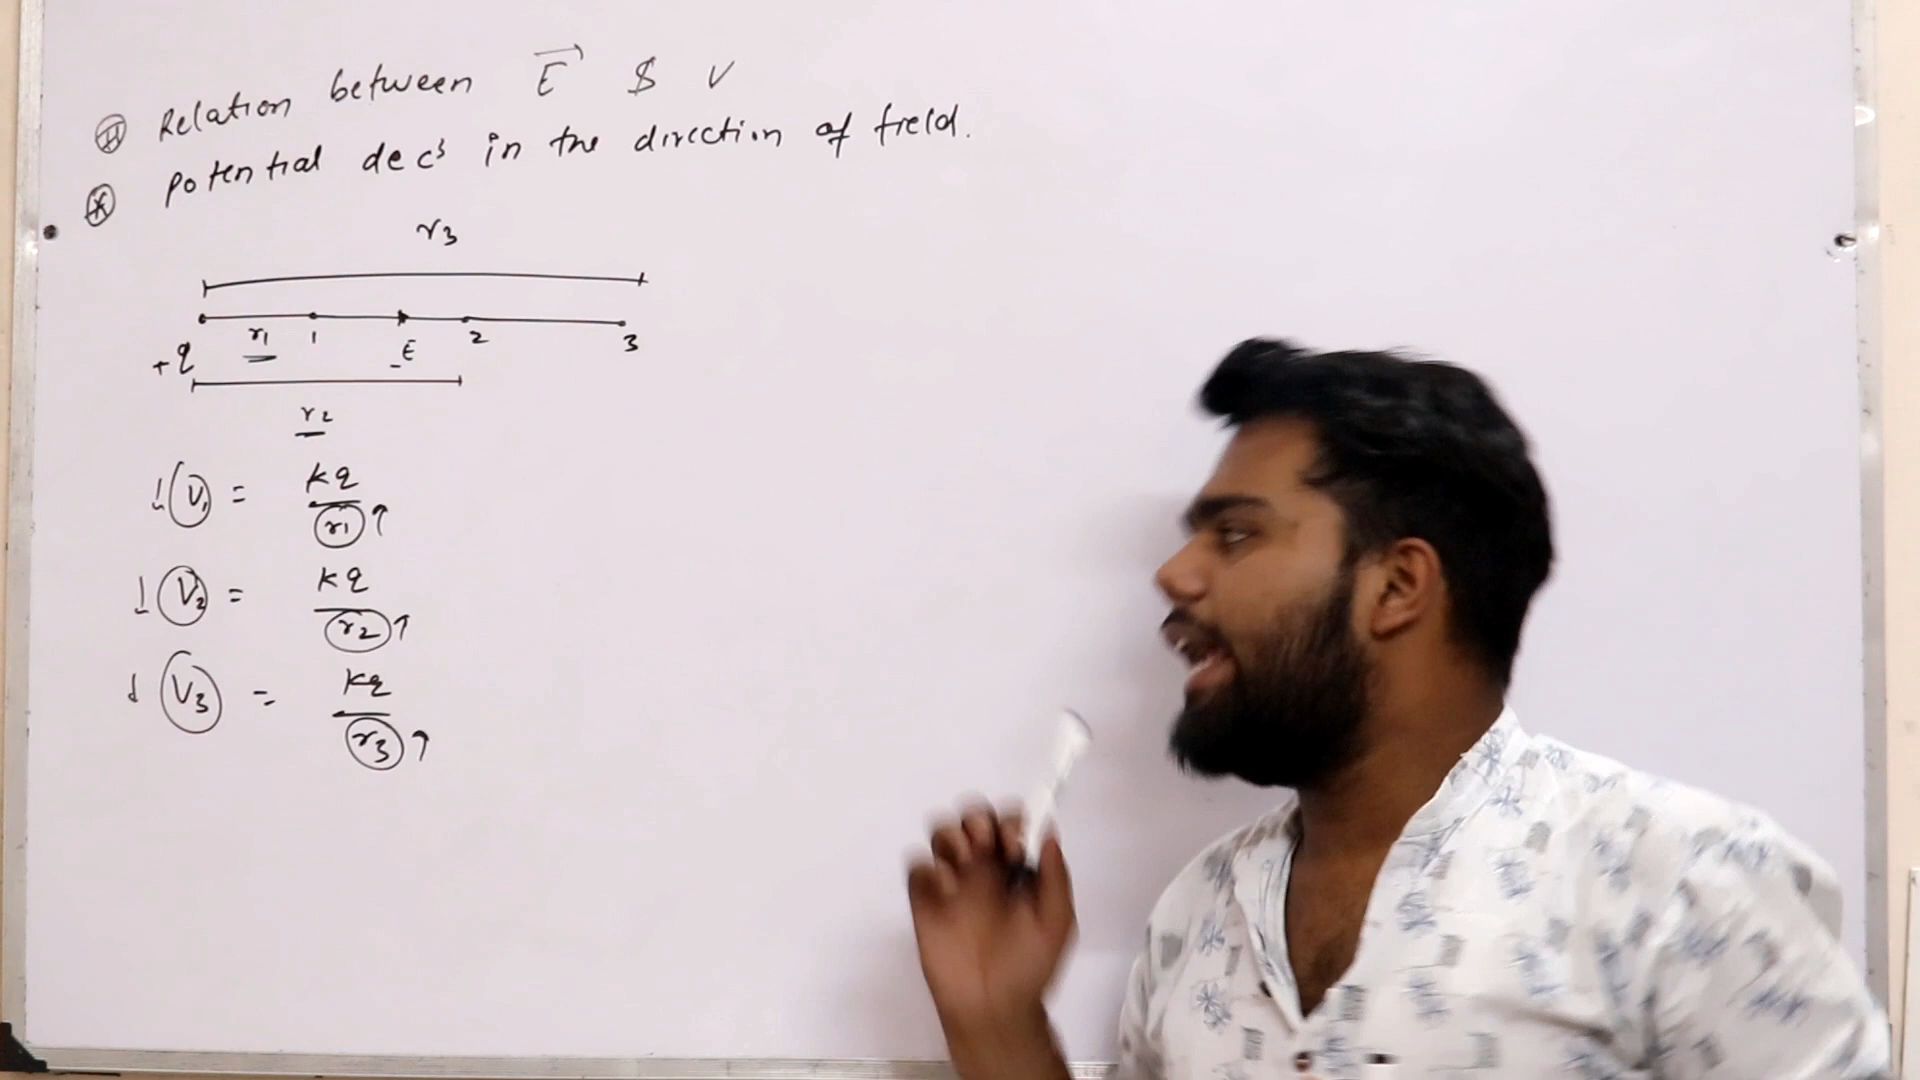 # Relation between E & V
* potential decs in the direction of field.
r3
r1 1 E 2 3
+q
r2
↓ V1 = kq/r1 ↑
↓ V2 = kq/r2 ↑
↓ V3 = kq/r3 ↑